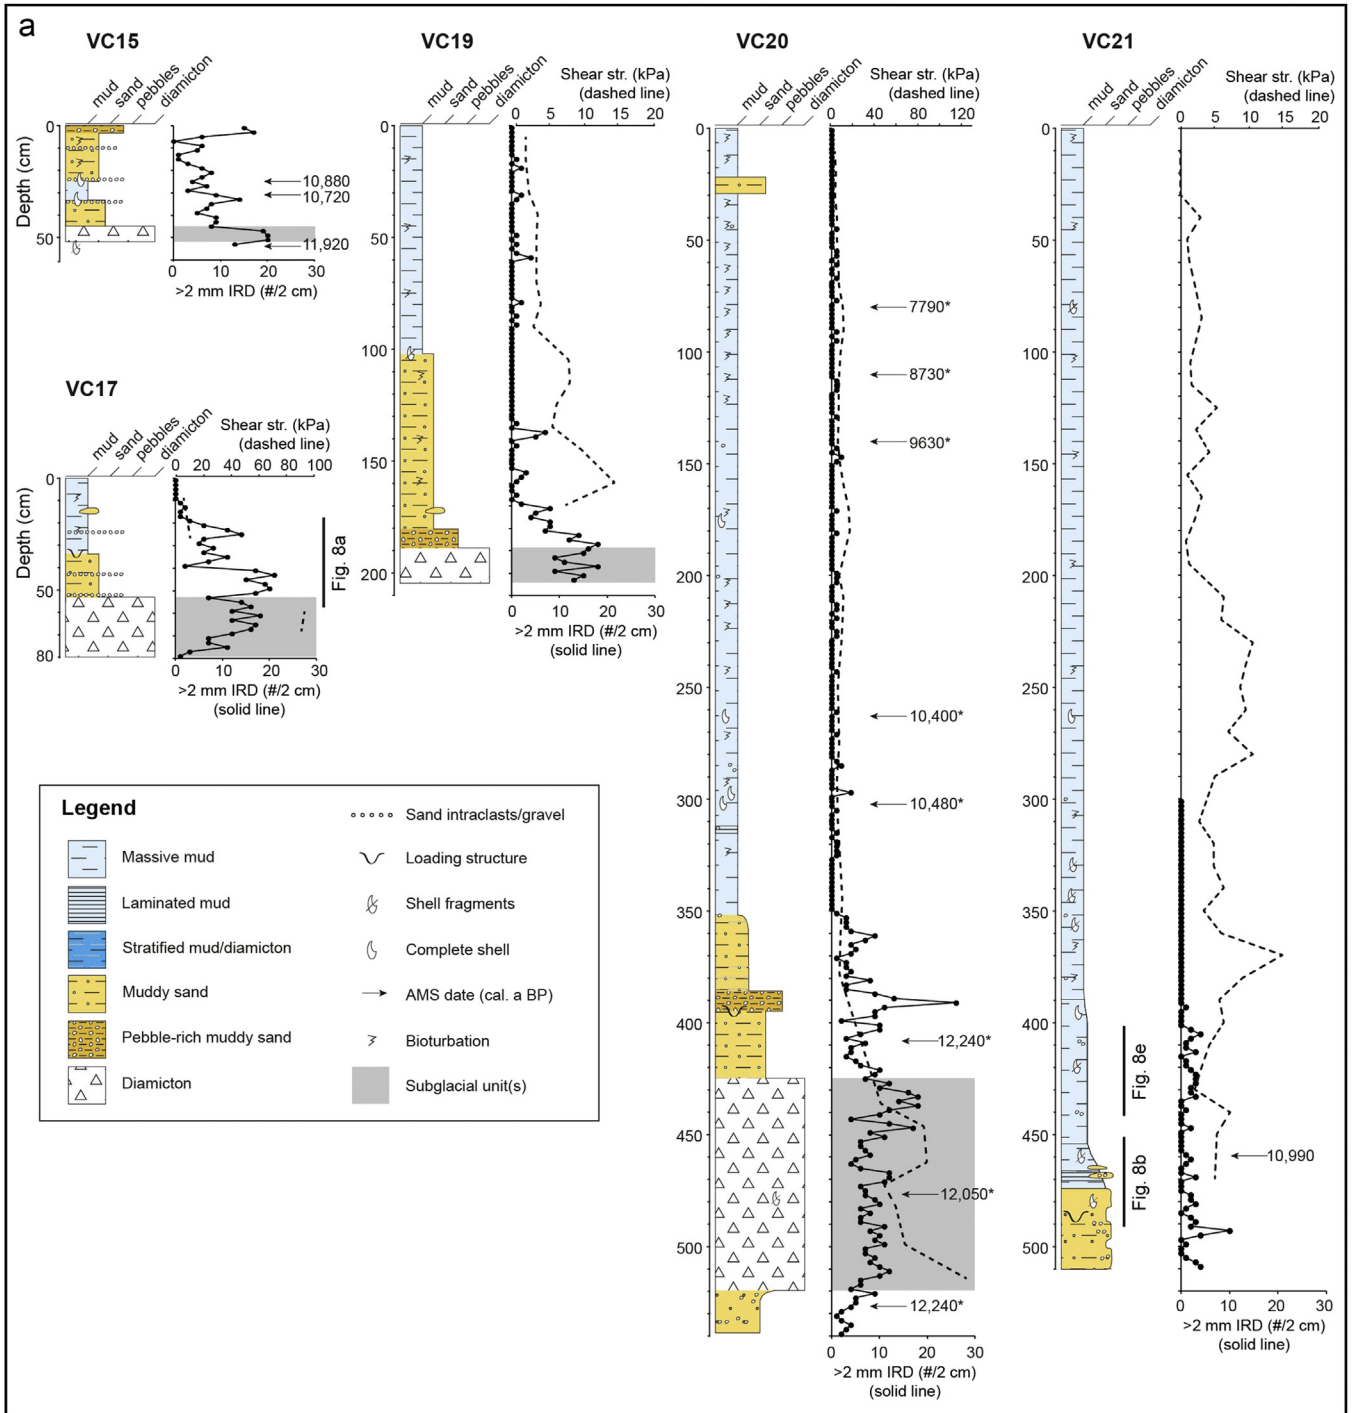 a
VC15
mud
sand
pebbles
diamicton
Depth (cm)
0
50
10,880
10,720
11,920
0 10 20 30
>2 mm IRD (#/2 cm)
VC17
mud
sand
pebbles
diamicton
Shear str. (kPa)
(dashed line)
0 20 40 60 80 100
Depth (cm)
0
50
80
Fig. 8a
0 10 20 30
>2 mm IRD (#/2 cm)
(solid line)
VC19
mud
sand
pebbles
diamicton
Shear str. (kPa)
(dashed line)
0 5 10 15 20
0
50
100
150
200
0 10 20 30
>2 mm IRD (#/2 cm)
(solid line)
VC20
mud
sand
pebbles
diamicton
Shear str. (kPa)
(dashed line)
0 40 80 120
0
50
100
150
200
250
300
350
400
450
500
7790*
8730*
9630*
10,400*
10,480*
12,240*
12,050*
12,240*
0 10 20 30
>2 mm IRD (#/2 cm)
(solid line)
VC21
mud
sand
pebbles
diamicton
Shear str. (kPa)
(dashed line)
0 5 10 15 20
0
50
100
150
200
250
300
350
400
450
500
Fig. 8e
Fig. 8b
10,990
0 10 20 30
>2 mm IRD (#/2 cm)
(solid line)
Legend
Massive mud
Laminated mud
Stratified mud/diamicton
Muddy sand
Pebble-rich muddy sand
Diamicton
Sand intraclasts/gravel
Loading structure
Shell fragments
Complete shell
AMS date (cal. a BP)
Bioturbation
Subglacial unit(s)